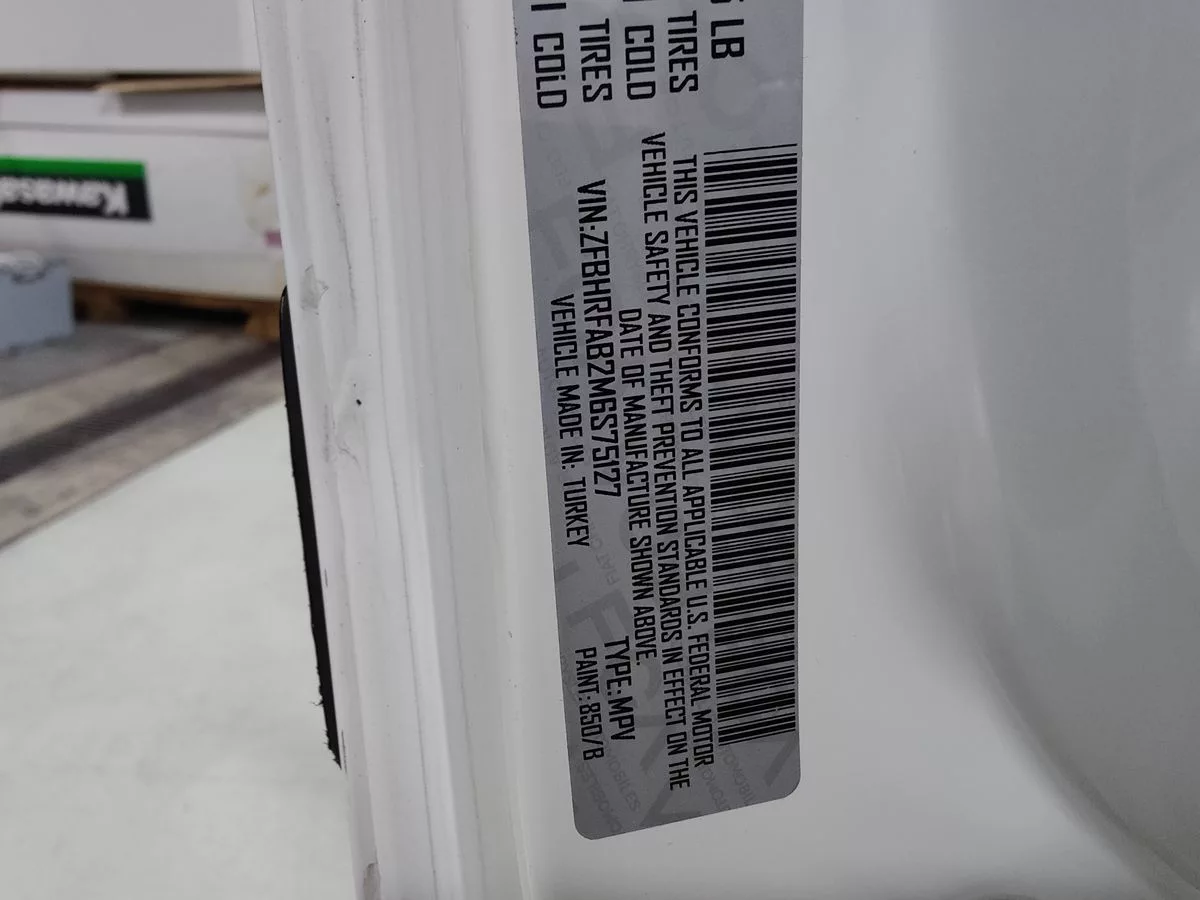 LB
TIRES
COLD
TIRES
COLD
THIS VEHICLE CONFORMS TO ALL APPLICABLE U.S. FEDERAL MOTOR
VEHICLE SAFETY AND THEFT PREVENTION STANDARDS IN EFFECT ON THE
DATE OF MANUFACTURE SHOWN ABOVE.
VIN:ZFBHRFAB2M6S75127 TYPE:MPV
VEHICLE MADE IN: TURKEY PAINT:850/B
Kawasa